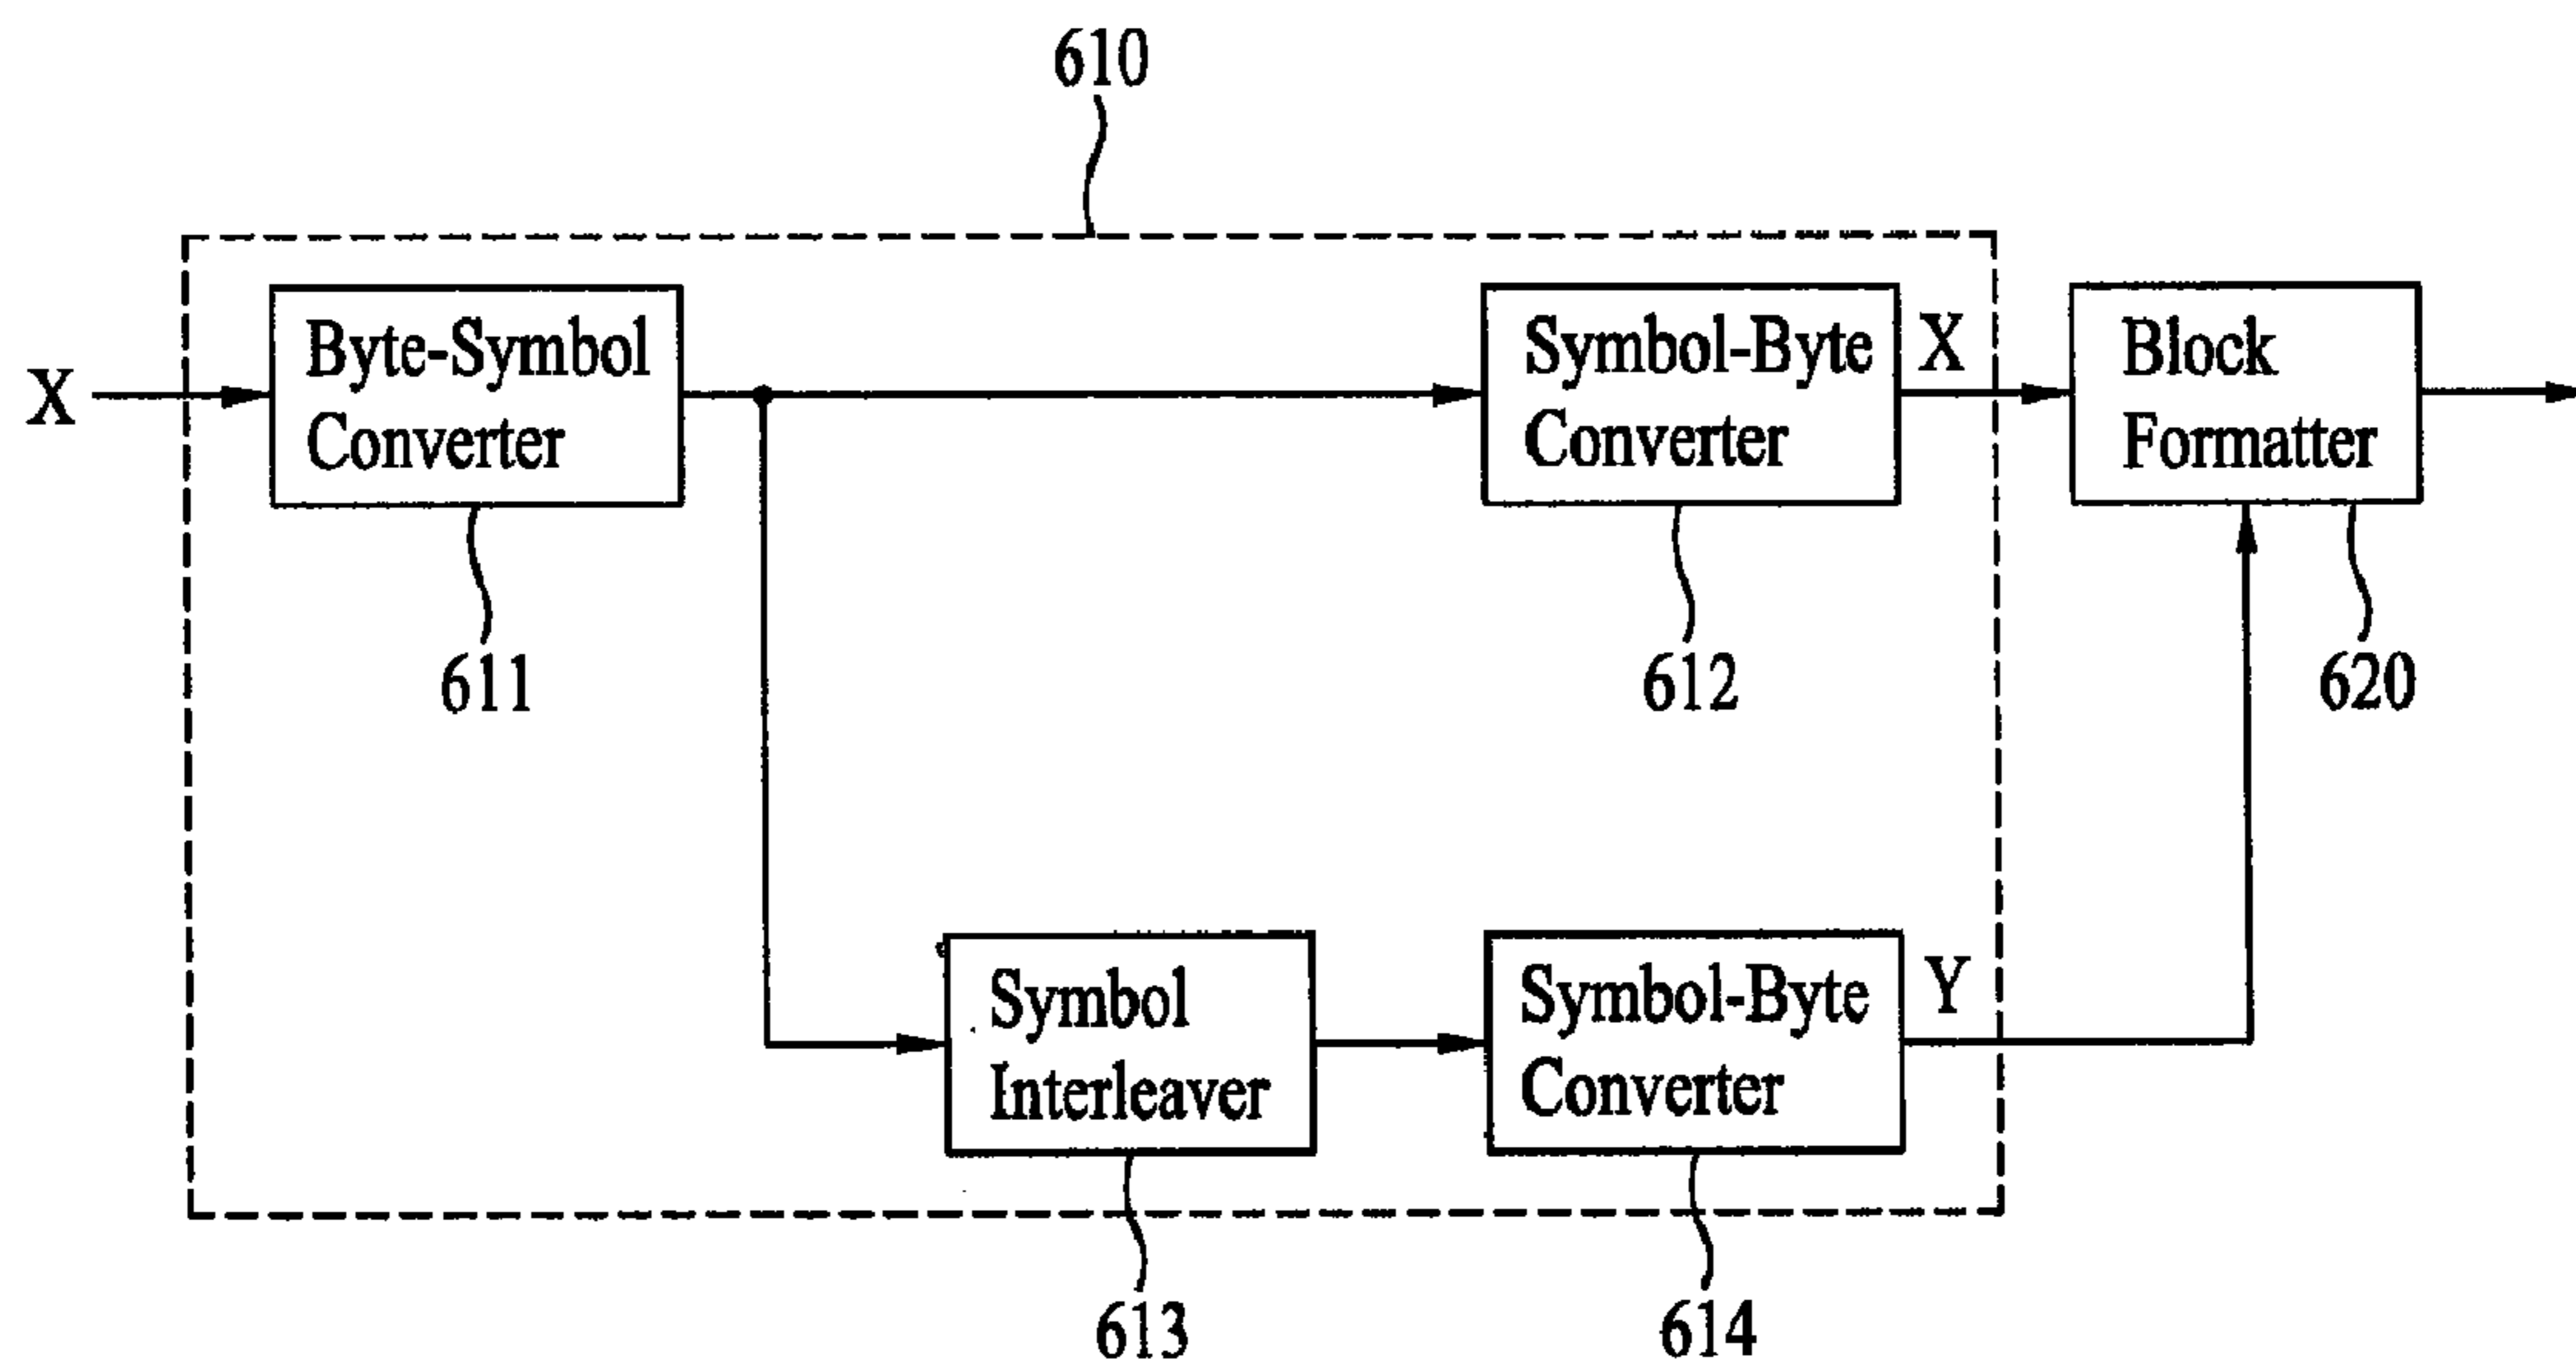 610
X
Byte-Symbol
Converter
611
Symbol-Byte
Converter
612
X
Block
Formatter
620
Symbol
Interleaver
613
Symbol-Byte
Converter
614
Y